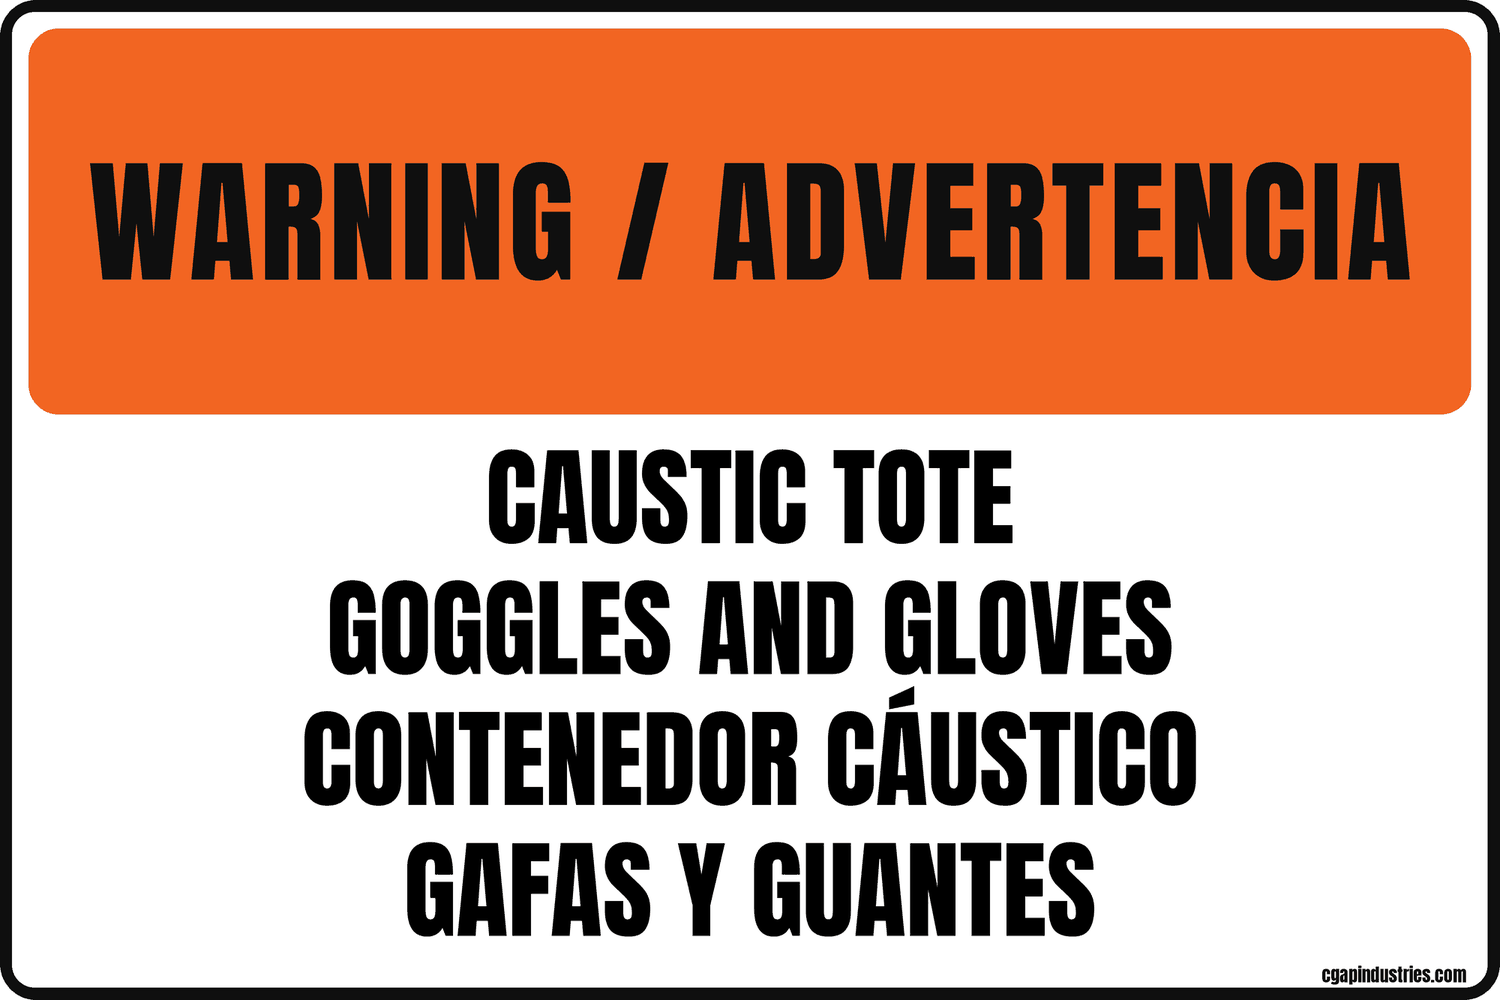 WARNING / ADVERTENCIA
CAUSTIC TOTE
GOGGLES AND GLOVES
CONTENEDOR CÁUSTICO
GAFAS Y GUANTES
cgapindustries.com